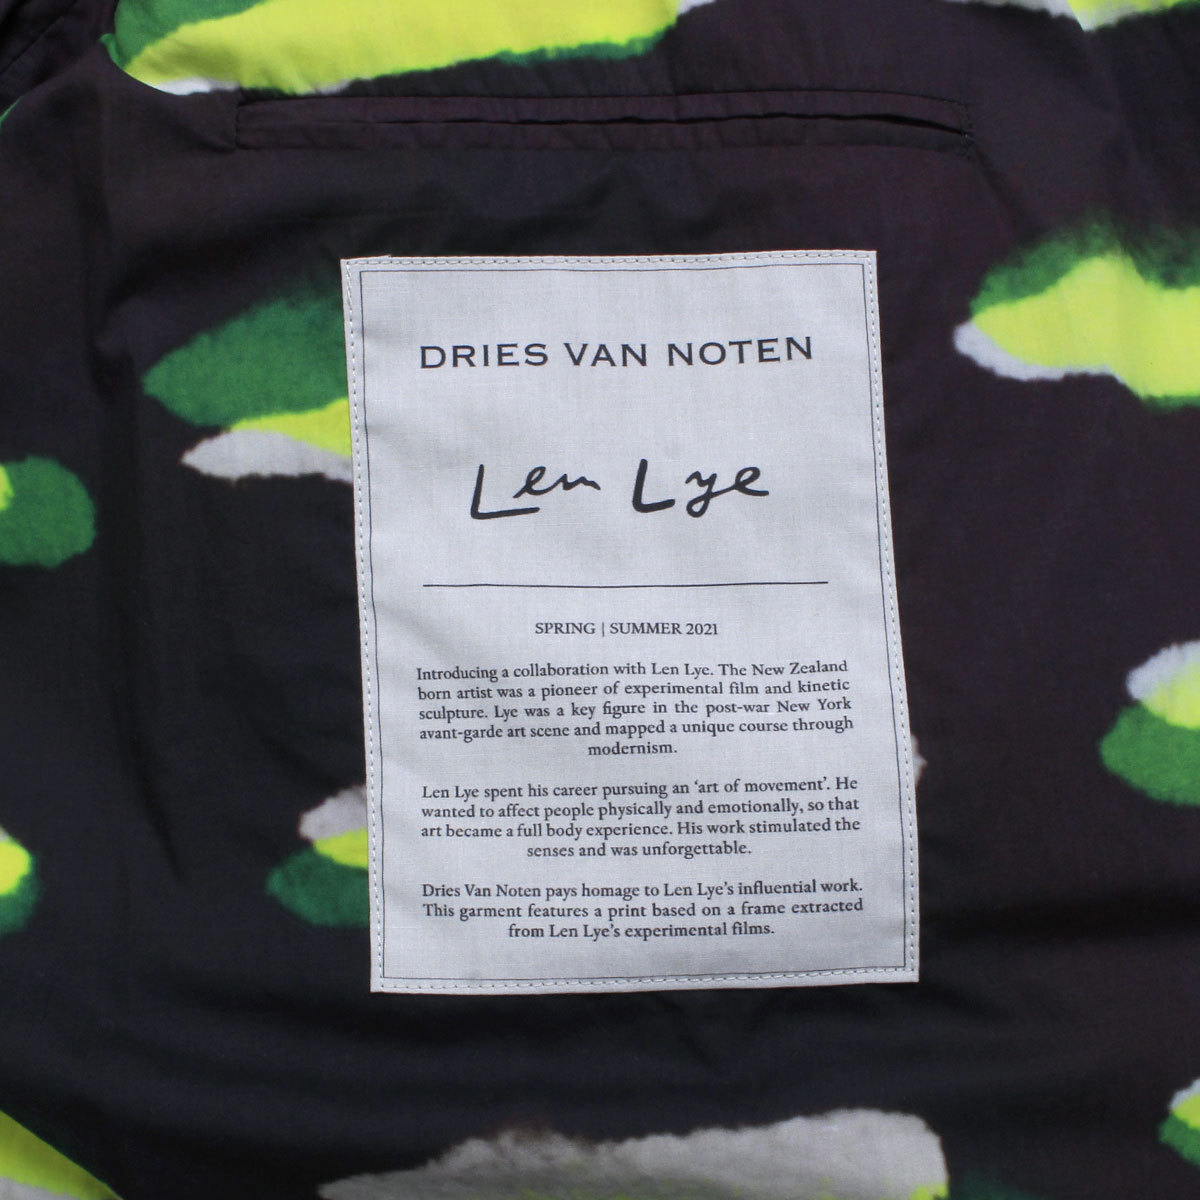 DRIES VAN NOTEN
Len Lye
SPRING | SUMMER 2021
Introducing a collaboration with Len Lye. The New Zealand
born artist was a pioneer of experimental film and kinetic
sculpture. Lye was a key figure in the post-war New York
avant-garde art scene and mapped a unique course through
modernism.
Len Lye spent his career pursuing an ‘art of movement’. He
wanted to affect people physically and emotionally, so that
art became a full body experience. His work stimulated the
senses and was unforgettable.
Dries Van Noten pays homage to Len Lye’s influential work.
This garment features a print based on a frame extracted
from Len Lye’s experimental films.